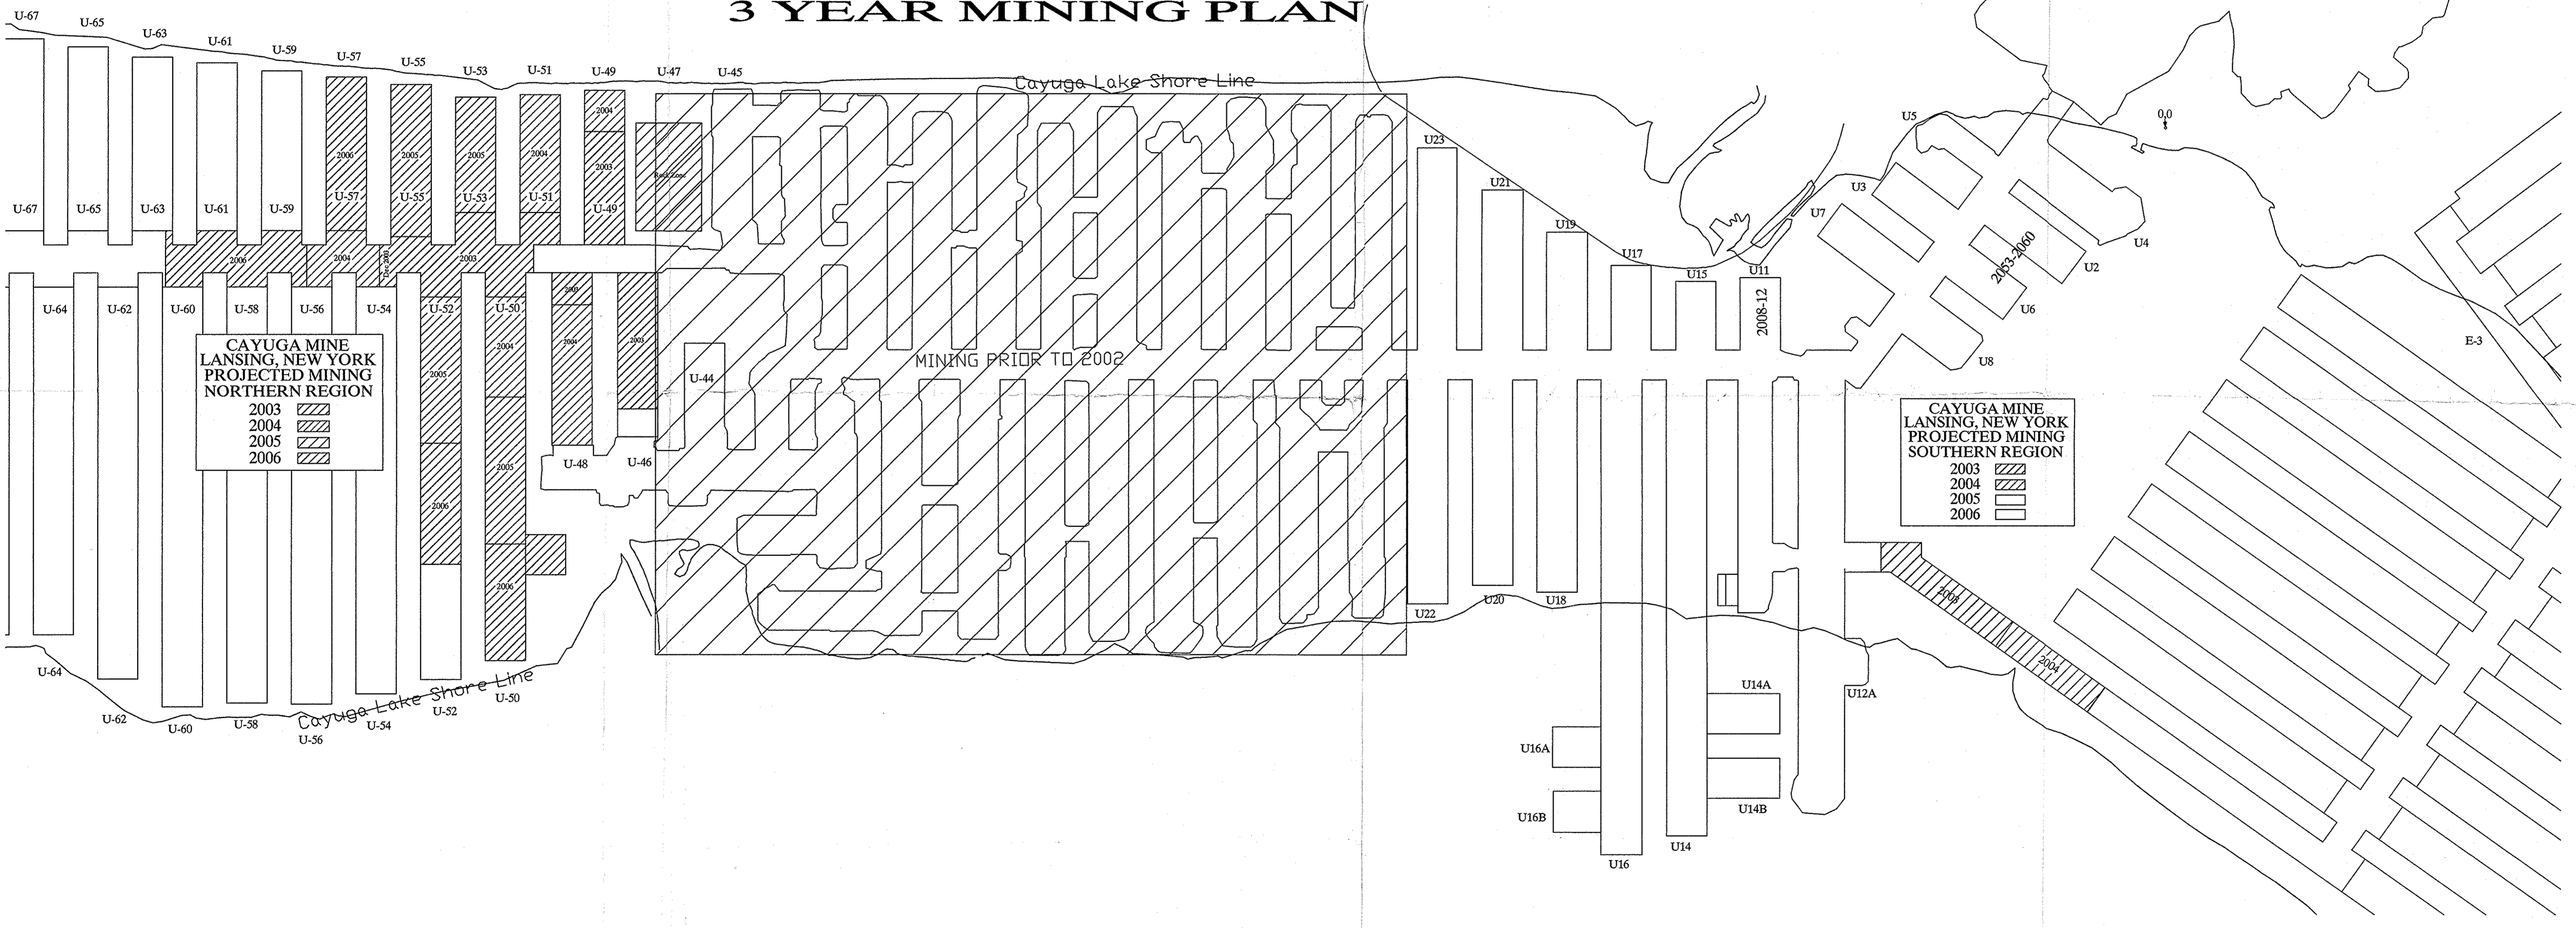 3 YEAR MINING PLAN
U-67
U-65
U-63
U-61
U-59
U-57
U-55
U-53
U-51
U-49
U-47
U-45
Cayuga Lake Shore Line
0,0
U5
U23
U21
U19
U17
U15
U11
U3
U7
U4
U2
U6
U8
E-3
2053-2060
2008-12
2006
2005
2005
2004
2004
2003
Rock Zone
U-67
U-65
U-63
U-61
U-59
U-57
U-55
U-53
U-51
U-49
2006
2004
Dec 2003
2003
2003
U-64
U-62
U-60
U-58
U-56
U-54
U-52
U-50
2004
2004
2003
2005
MINING PRIOR TO 2002
U-44
CAYUGA MINE
LANSING, NEW YORK
PROJECTED MINING
NORTHERN REGION
2003
2004
2005
2006
CAYUGA MINE
LANSING, NEW YORK
PROJECTED MINING
SOUTHERN REGION
2003
2004
2005
2006
U-48
U-46
2005
2006
2006
2003
2004
U22
U20
U18
U-64
U-62
U-60
U-58
U-56
U-54
U-52
U-50
Cayuga Lake Shore Line
U14A
U12A
U16A
U16B
U14B
U16
U14